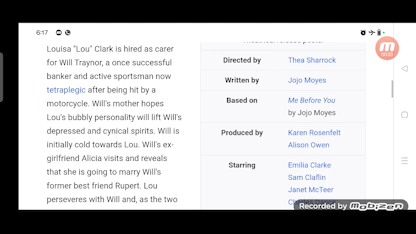 6:17
Louisa "Lou" Clark is hired as carer
for Will Traynor, a once successful
banker and active sportsman now
tetraplegic after being hit by a
motorcycle. Will's mother hopes
Lou's bubbly personality will lift Will's
depressed and cynical spirits. Will is
initially cold towards Lou. Will's ex-
girlfriend Alicia visits and reveals
that she is going to marry Will's
former best friend Rupert. Lou
perseveres with Will and, as the two
Directed by Thea Sharrock
Written by Jojo Moyes
Based on Me Before You
by Jojo Moyes
Produced by Karen Rosenfelt
Alison Owen
Starring Emilia Clarke
Sam Claflin
Janet McTeer
Recorded by Mobizen